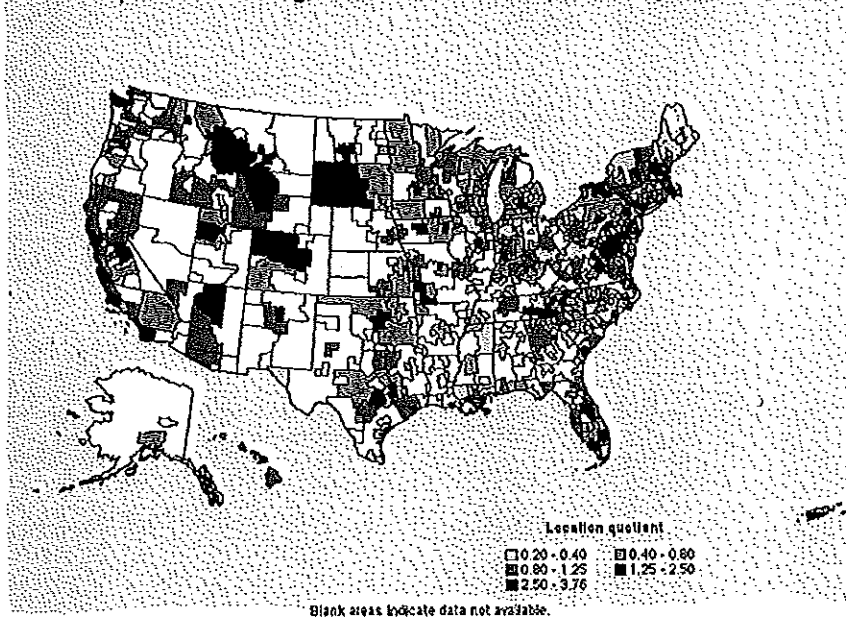 Location quotient
0.20 - 0.40 0.40 - 0.80
0.80 - 1.25 1.25 - 2.50
2.50 - 3.76
Blank areas indicate data not available.